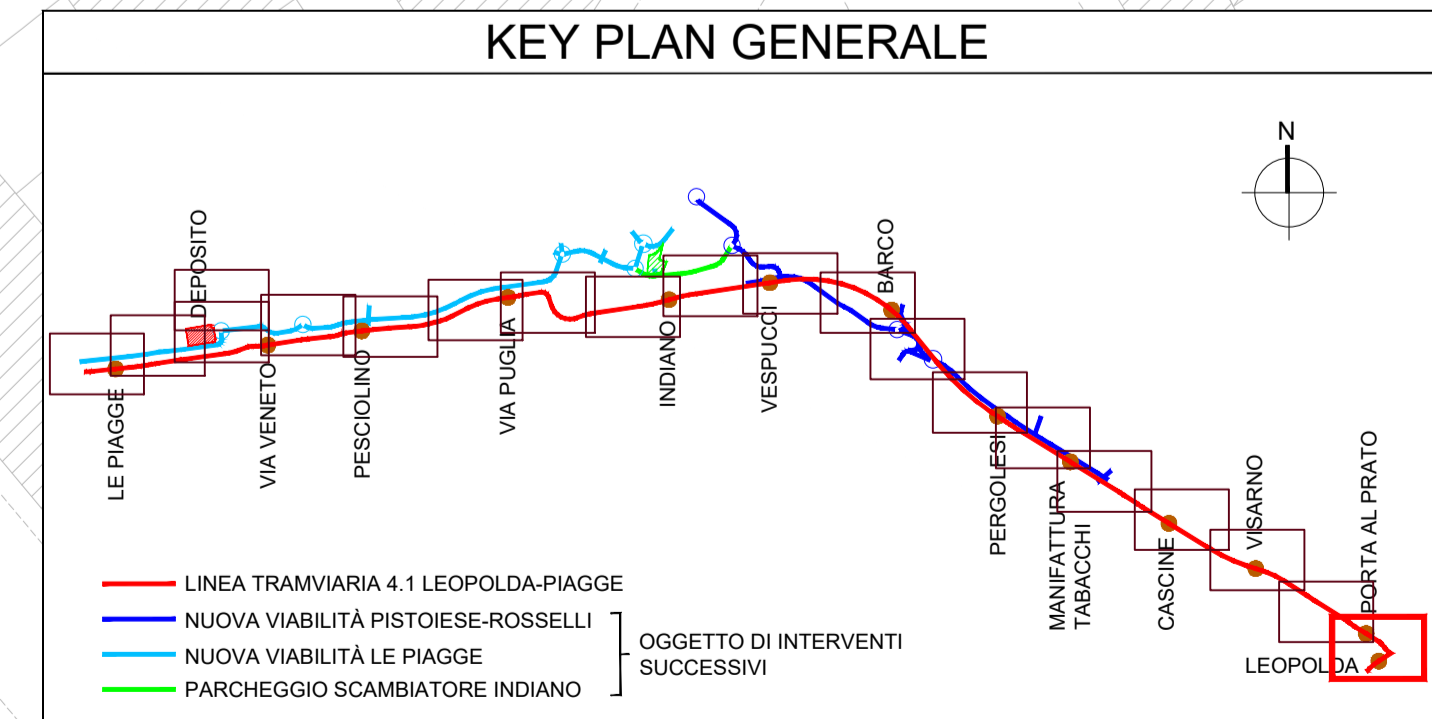 KEY PLAN GENERALE
N
DEPOSITO
BARCO
LE PIAGGE
VIA VENETO
PESCIOLINO
VIA PUGLIA
INDIANO
VESPUCCI
PERGOLESI
MANIFATTURA
TABACCHI
CASCINE
VISARNO
PORTA AL PRATO
LEOPOLDA
LINEA TRAMVIARIA 4.1 LEOPOLDA-PIAGGE
NUOVA VIABILITÀ PISTOIESE-ROSSELLI
NUOVA VIABILITÀ LE PIAGGE
PARCHEGGIO SCAMBIATORE INDIANO
OGGETTO DI INTERVENTI
SUCCESSIVI